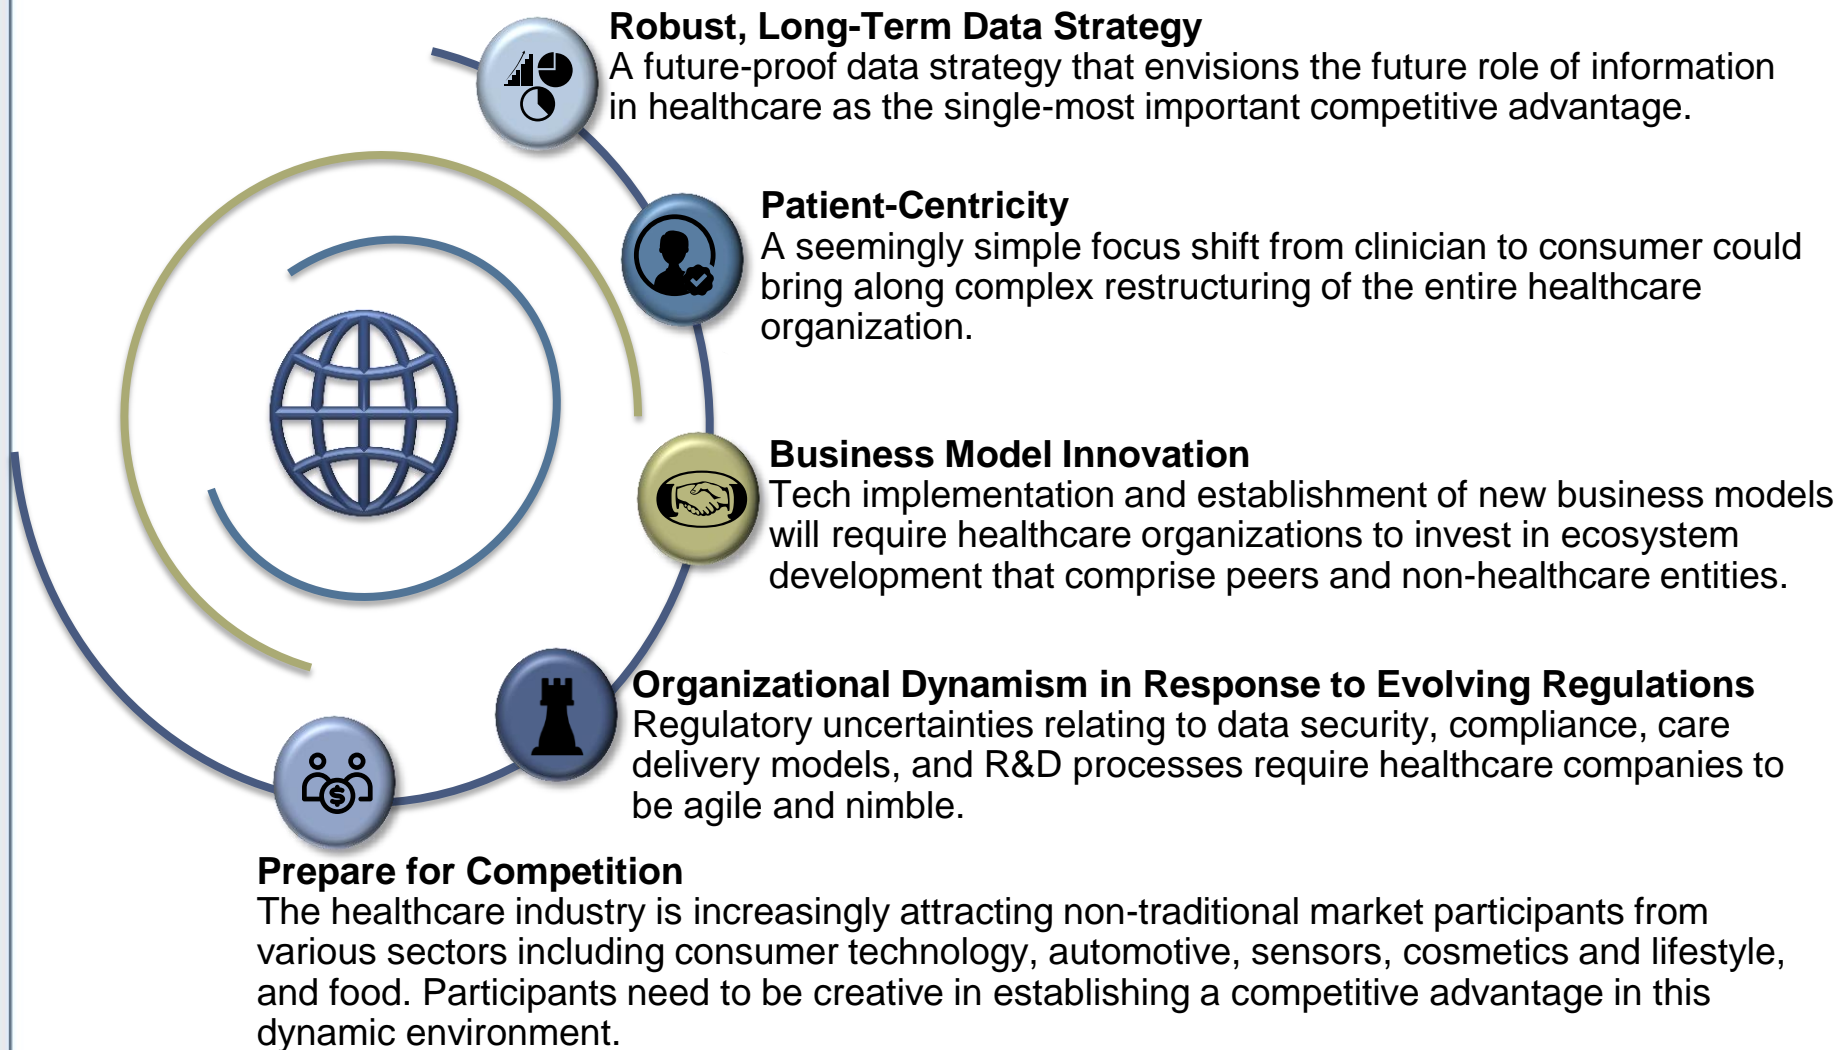 Robust, Long-Term Data Strategy
A future-proof data strategy that envisions the future role of information
in healthcare as the single-most important competitive advantage.
Patient-Centricity
A seemingly simple focus shift from clinician to consumer could
bring along complex restructuring of the entire healthcare
organization.
Business Model Innovation
Tech implementation and establishment of new business models
will require healthcare organizations to invest in ecosystem
development that comprise peers and non-healthcare entities.
Organizational Dynamism in Response to Evolving Regulations
Regulatory uncertainties relating to data security, compliance, care
delivery models, and R&D processes require healthcare companies to
be agile and nimble.
$
Prepare for Competition
The healthcare industry is increasingly attracting non-traditional market participants from
various sectors including consumer technology, automotive, sensors, cosmetics and lifestyle,
and food. Participants need to be creative in establishing a competitive advantage in this
dynamic environment.